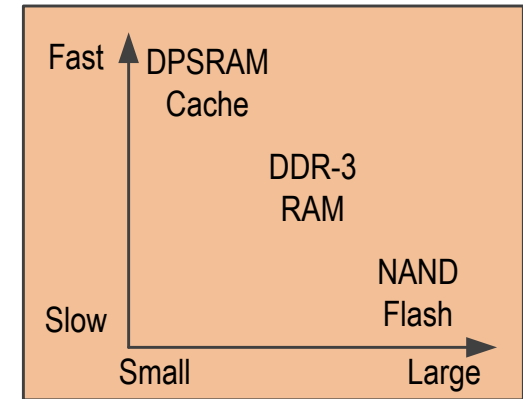 Fast
DPSRAM
Cache
DDR-3
RAM
NAND
Flash
Slow
Small
Large